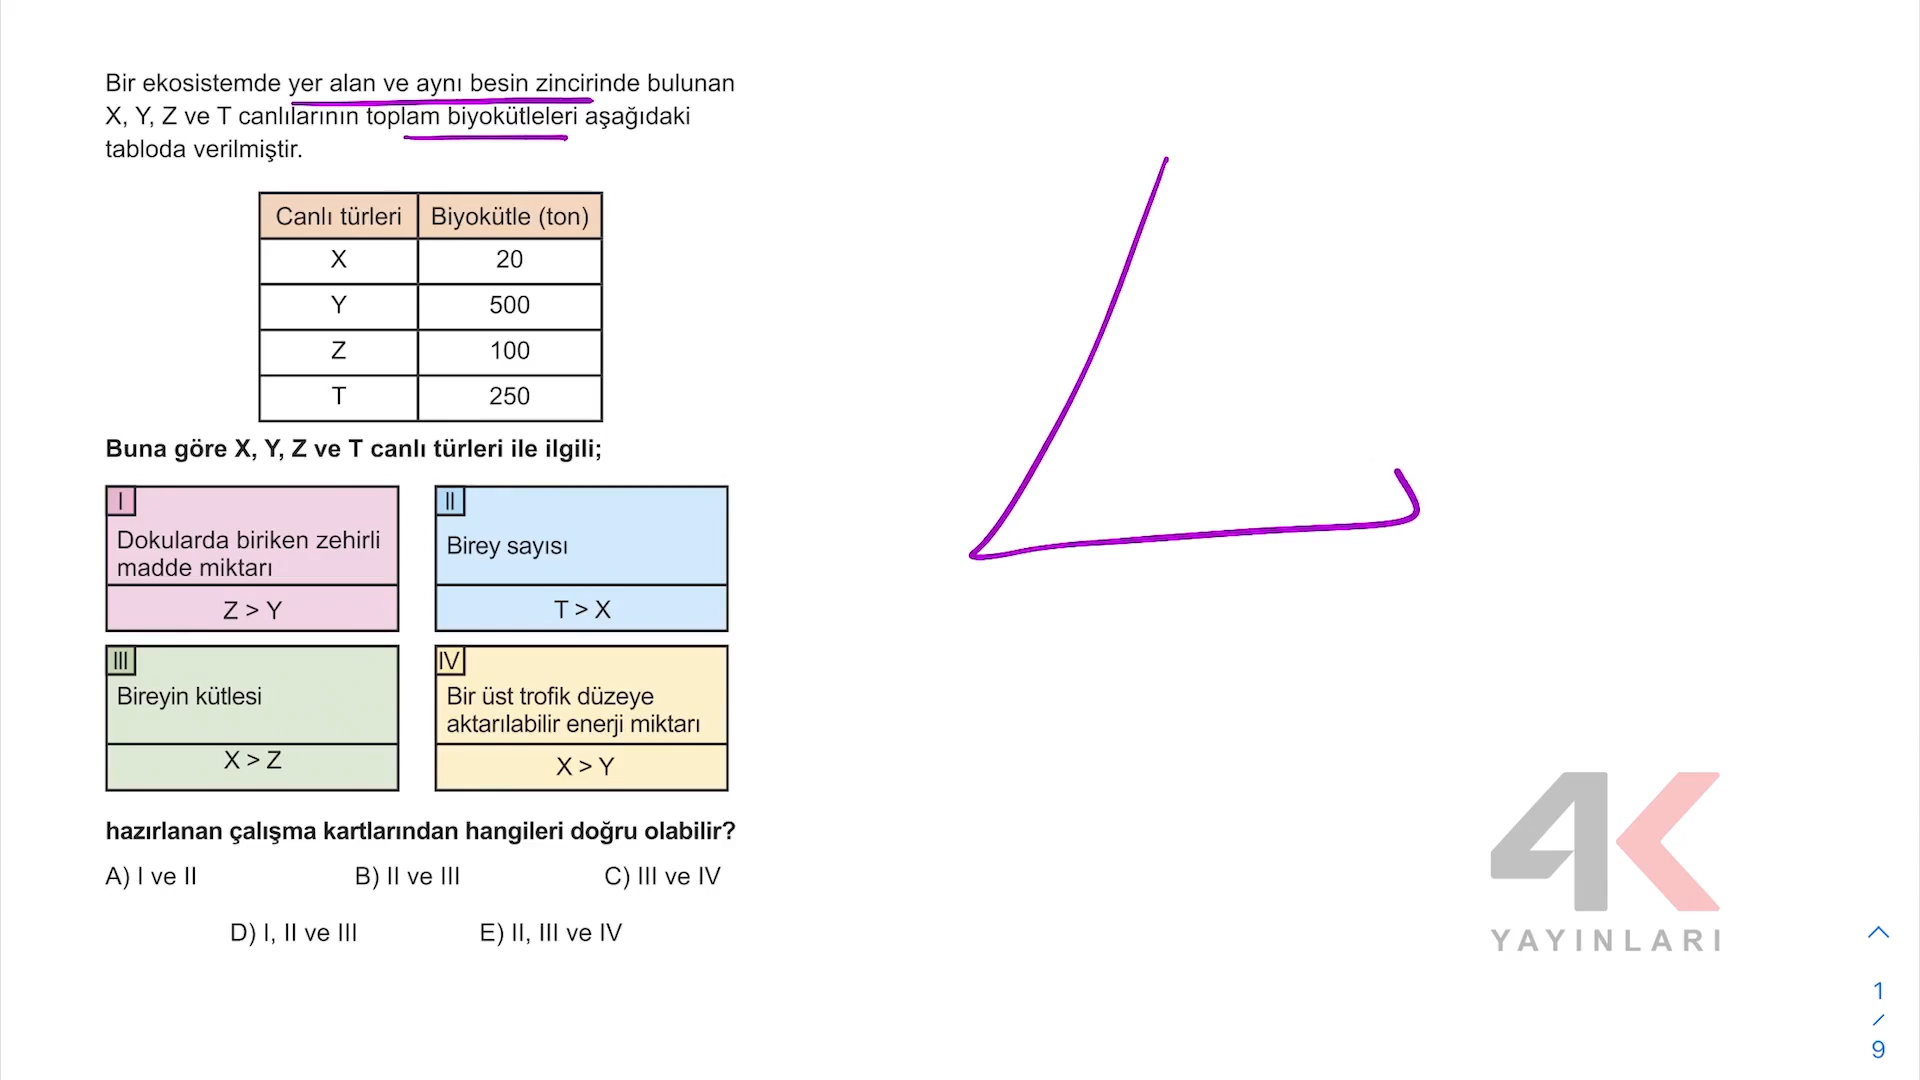 Bir ekosistemde yer alan ve aynı besin zincirinde bulunan
X, Y, Z ve T canlılarının toplam biyokütleleri aşağıdaki
tabloda verilmiştir.
Canlı türleri Biyokütle (ton)
X 20
Y 500
Z 100
T 250
Buna göre X, Y, Z ve T canlı türleri ile ilgili;
I
Dokularda biriken zehirli
madde miktarı
Z > Y
II
Birey sayısı
T > X
III
Bireyin kütlesi
X > Z
IV
Bir üst trofik düzeye
aktarılabilir enerji miktarı
X > Y
hazırlanan çalışma kartlarından hangileri doğru olabilir?
A) I ve II B) II ve III C) III ve IV
D) I, II ve III E) II, III ve IV
4K
YAYINLARI
1
/
9